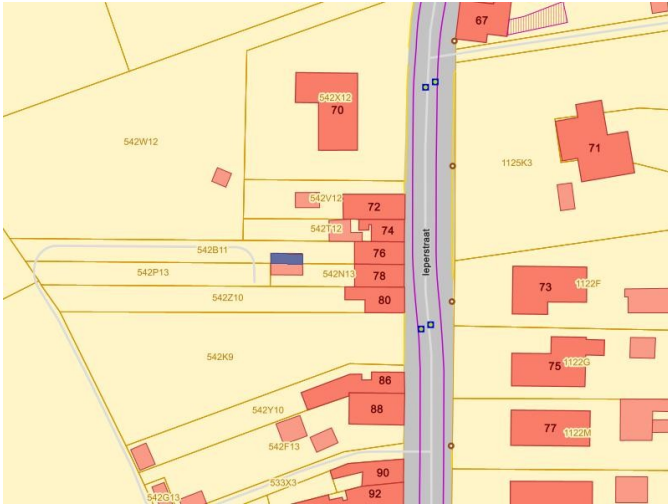 67
542X12
70
542W12
71
1125K3
542V12
72
542T12
74
Ieperstraat
542B11
76
542P13
542N13
78
73
1122F
542Z10
80
542K9
75
1122G
86
542Y10
88
77
1122M
542F13
90
533X3
92
542G13